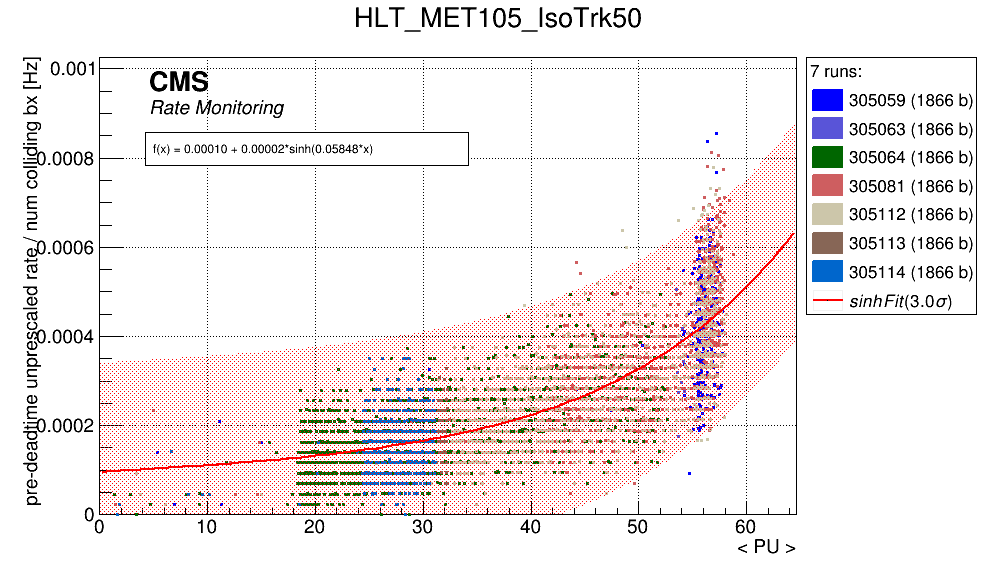 HLT_MET105_IsoTrk50
pre-deadtime unprescaled rate / num colliding bx [Hz]
0.001
0.0008
0.0006
0.0004
0.0002
0
CMS
Rate Monitoring
f(x) = 0.00010 + 0.00002*sinh(0.05848*x)
0 10 20 30 40 50 60
< PU >
7 runs:
305059 (1866 b)
305063 (1866 b)
305064 (1866 b)
305081 (1866 b)
305112 (1866 b)
305113 (1866 b)
305114 (1866 b)
sinhFit(3.0σ)